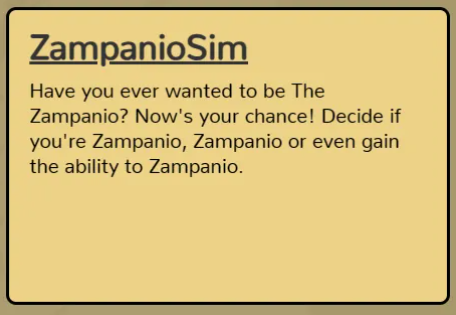 ZampanioSim
Have you ever wanted to be The
Zampanio? Now's your chance! Decide if
you're Zampanio, Zampanio or even gain
the ability to Zampanio.